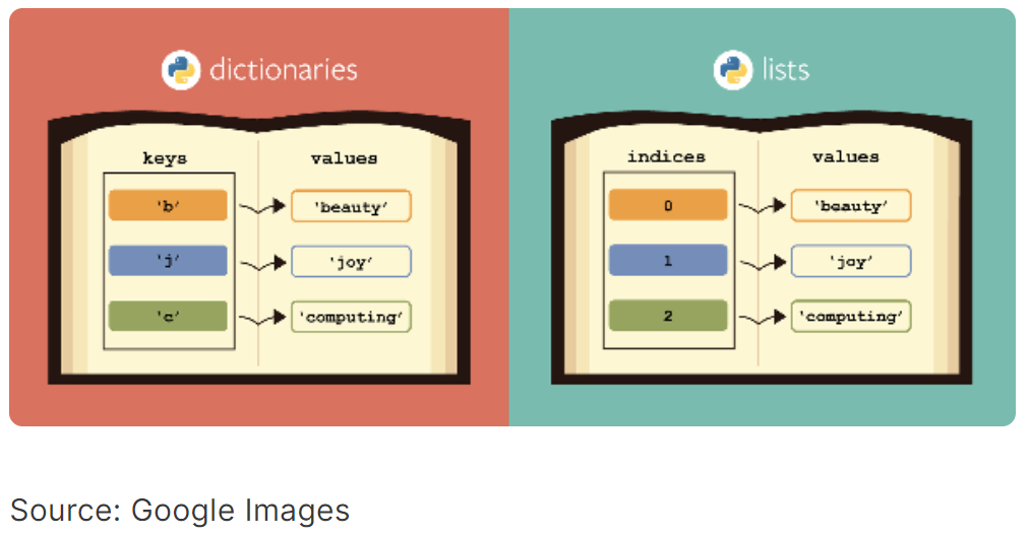 dictionaries
keys values
'b' 'beauty'
'j' 'joy'
'c' 'computing'
lists
indices values
0 'beauty'
1 'joy'
2 'computing'
Source: Google Images